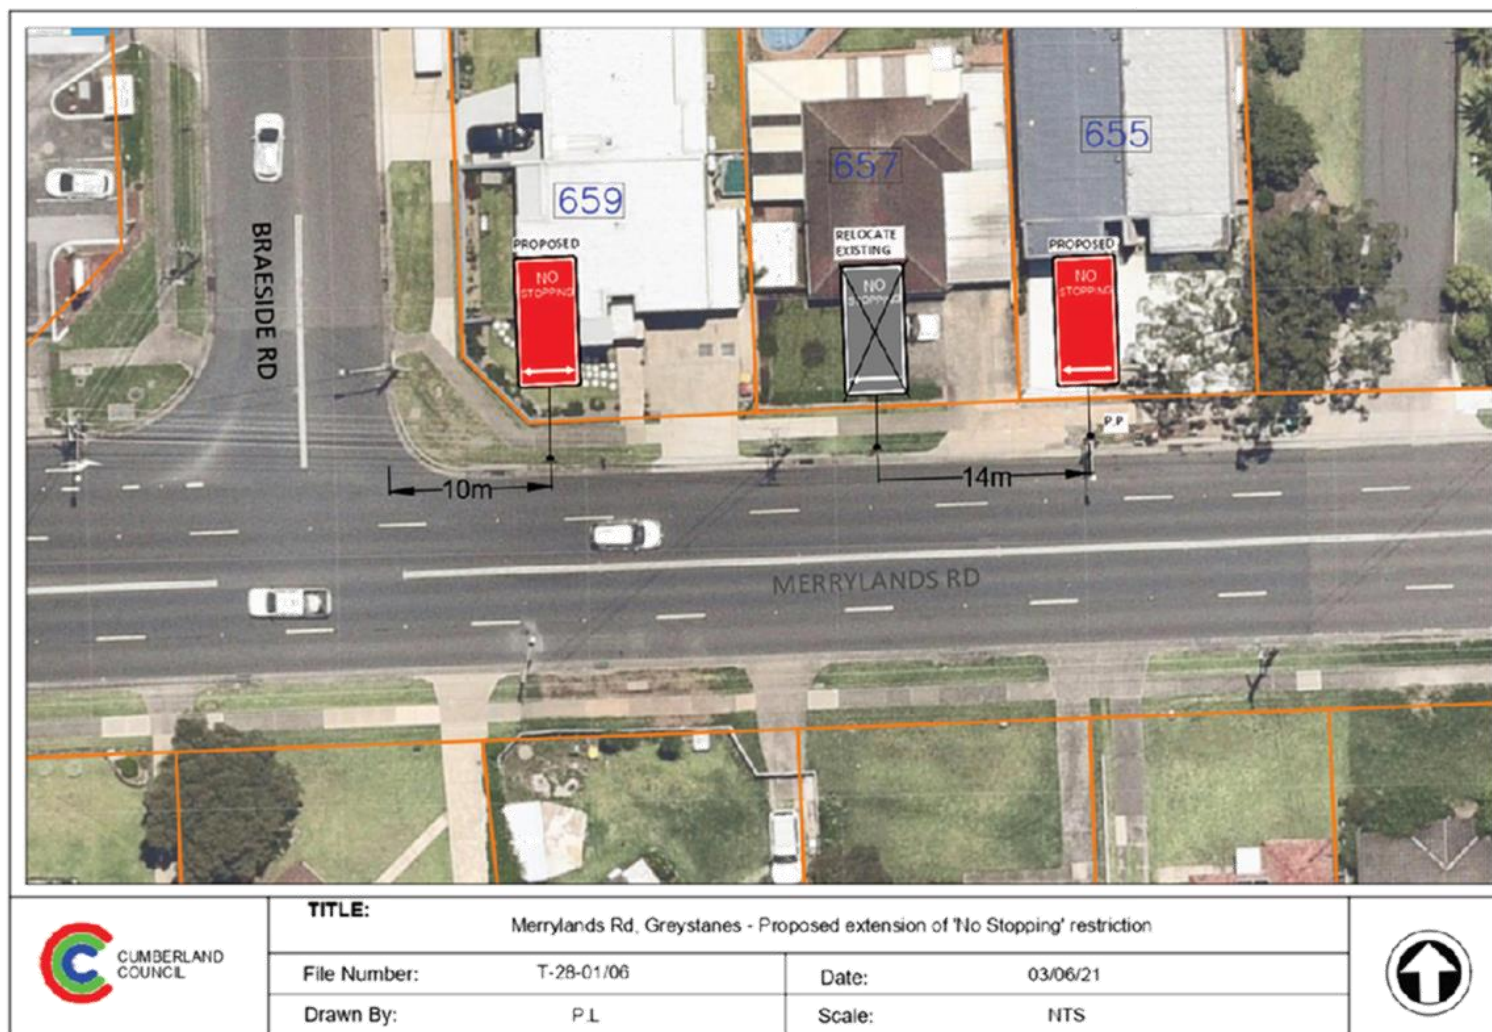 655
657
659
PROPOSED
NO
STOPPING
RELOCATE
EXISTING
NO
STOPPING
PROPOSED
NO
STOPPING
BRAESIDE RD
P.P
10m
14m
MERRYLANDS RD
CUMBERLAND
COUNCIL
TITLE:
Merrylands Rd, Greystanes - Proposed extension of 'No Stopping' restriction
File Number:
T-28-01/06
Date:
03/06/21
Drawn By:
P.L
Scale:
NTS